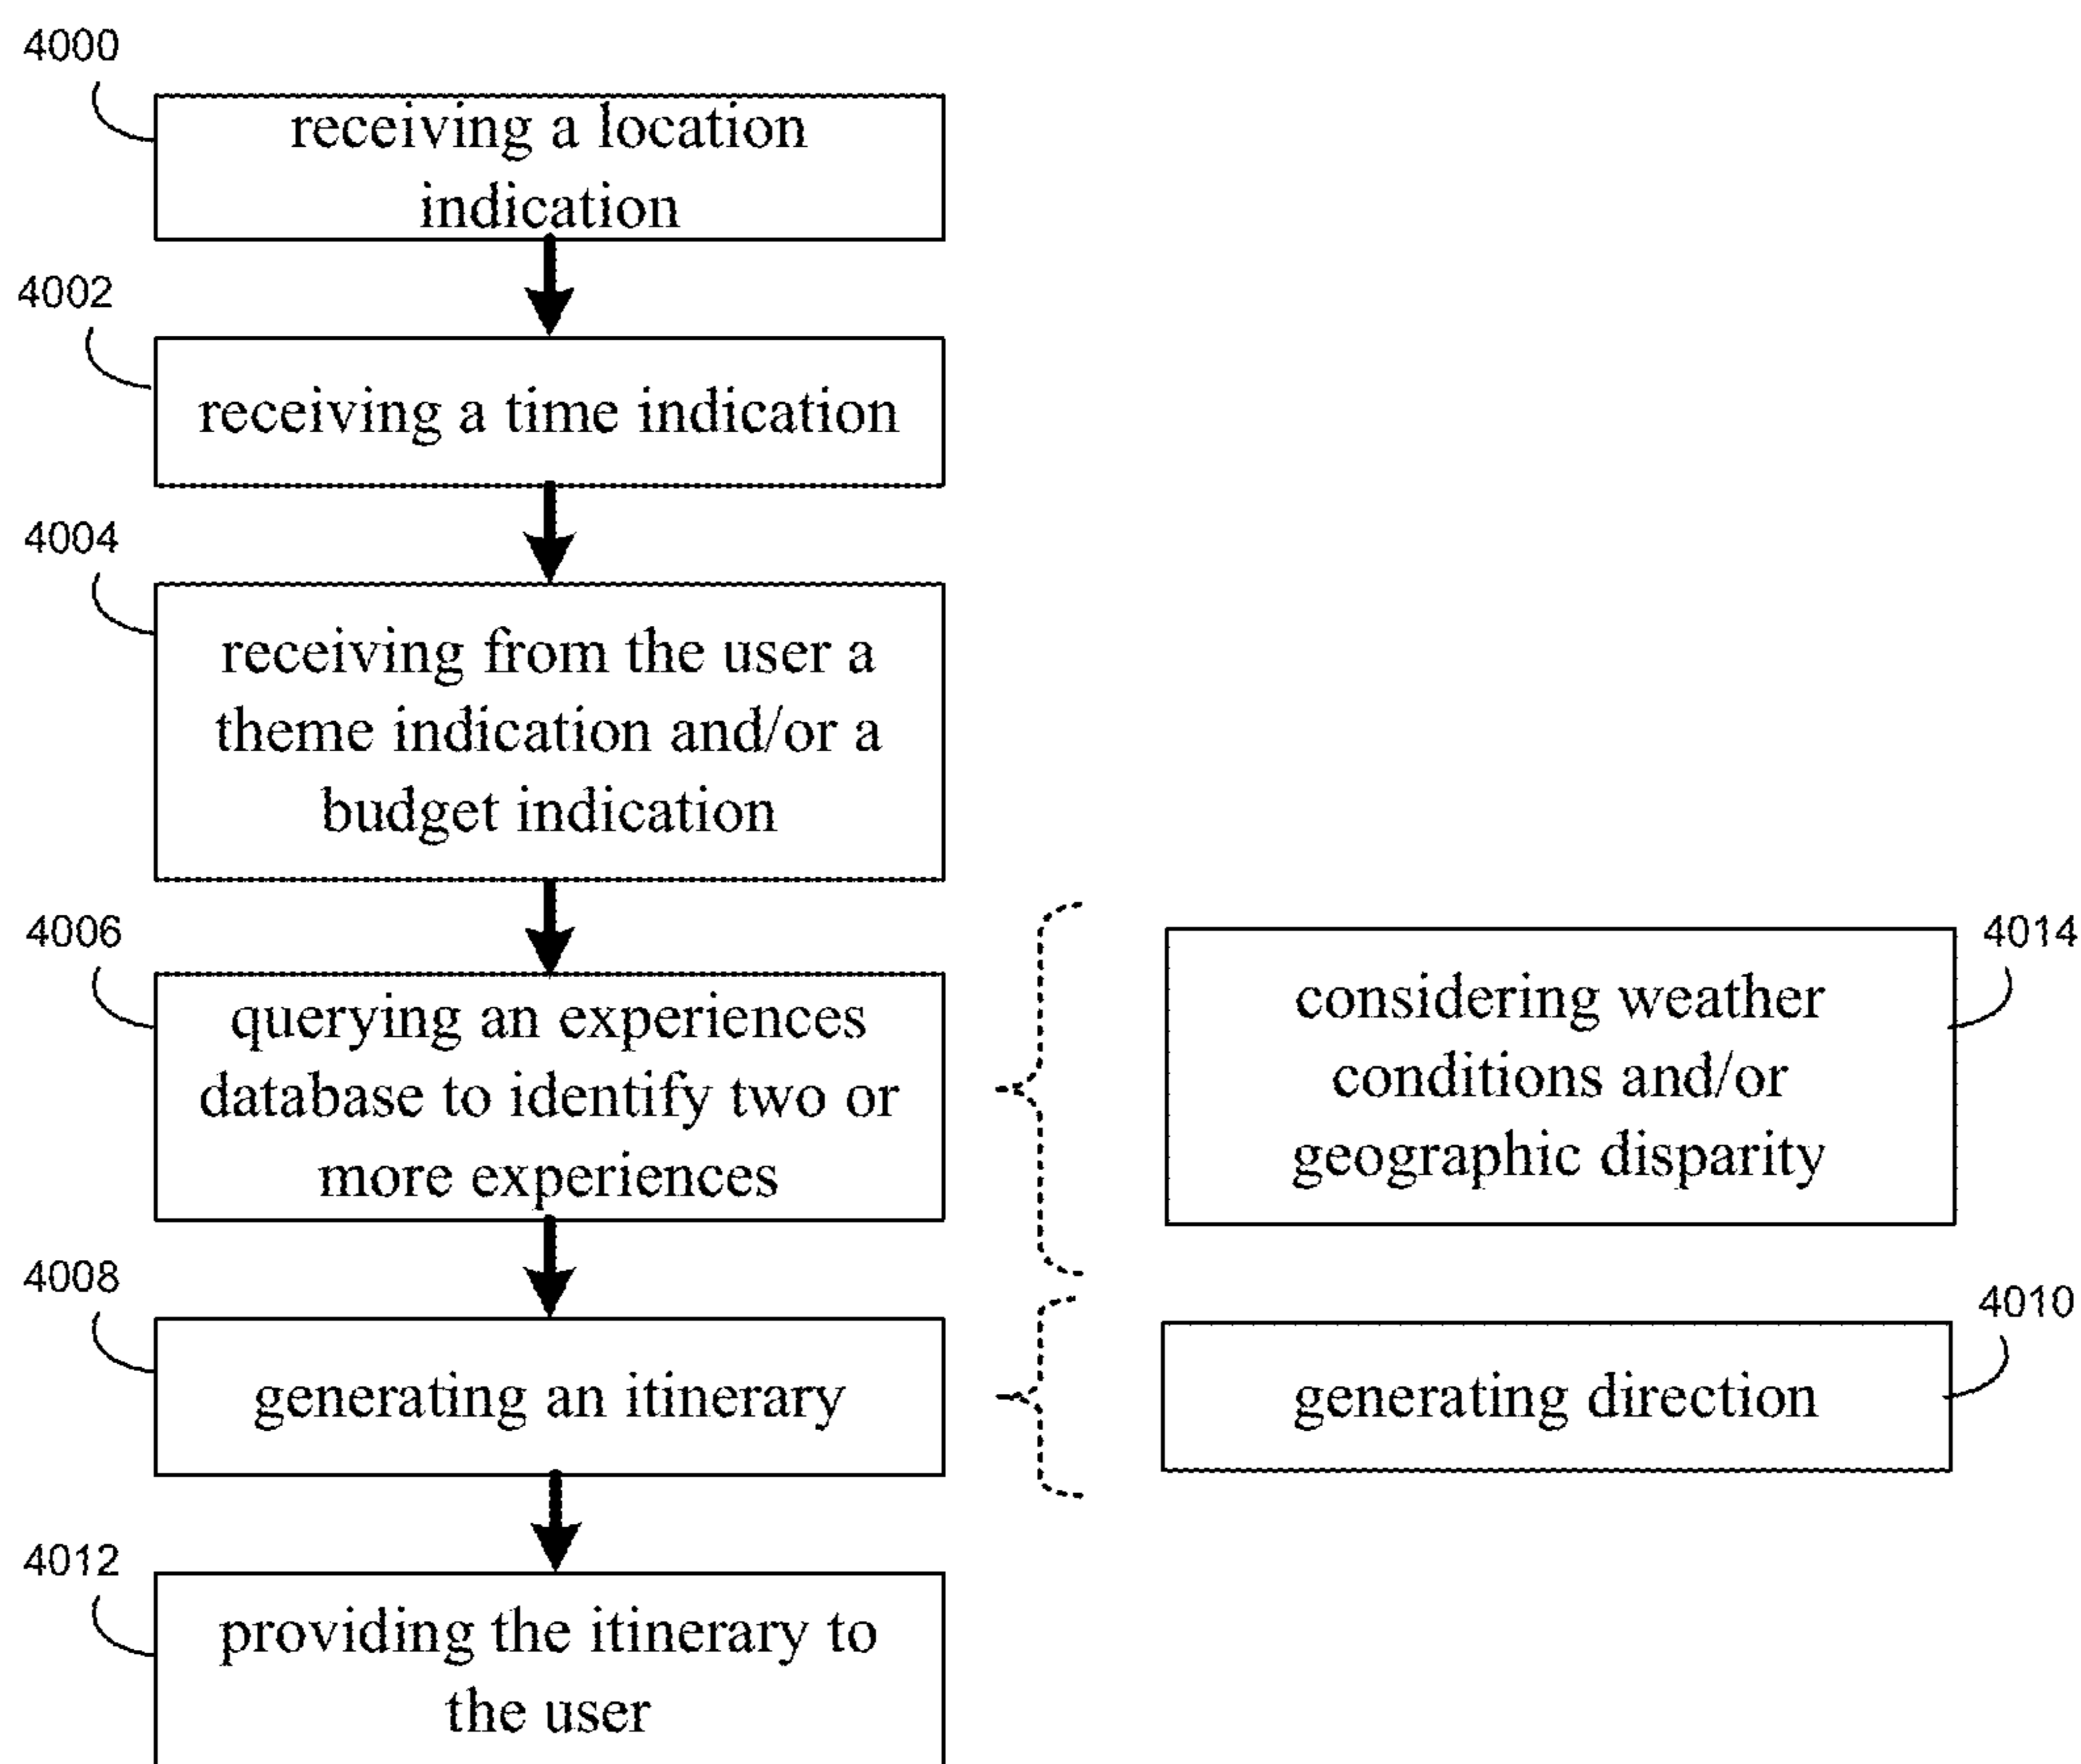 4000
receiving a location
indication
4002
receiving a time indication
4004
receiving from the user a
theme indication and/or a
budget indication
4006
querying an experiences
database to identify two or
more experiences
4014
considering weather
conditions and/or
geographic disparity
4008
generating an itinerary
4010
generating direction
4012
providing the itinerary to
the user